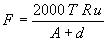 F = 2000 T Ru / A + d